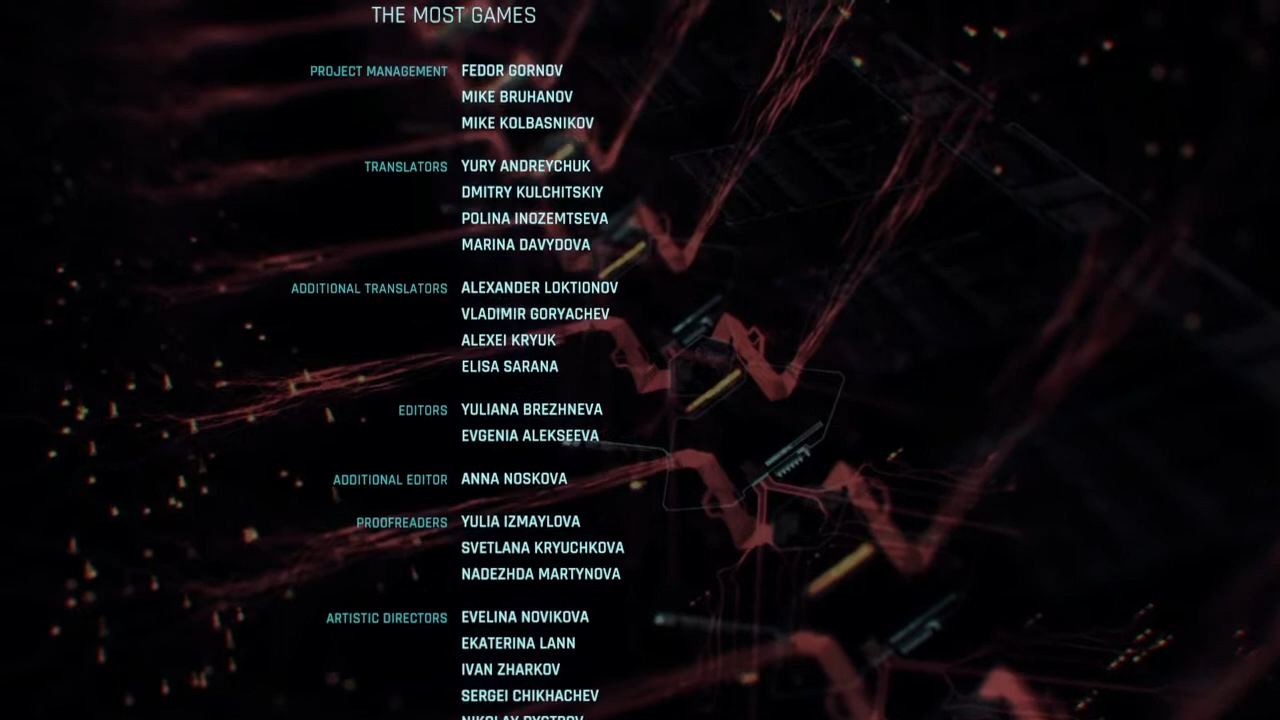 THE MOST GAMES
PROJECT MANAGEMENT FEDOR GORNOV
MIKE BRUHANOV
MIKE KOLBASNIKOV
TRANSLATORS YURY ANDREYCHUK
DMITRY KULCHITSKIY
POLINA INOZEMTSEVA
MARINA DAVYDOVA
ADDITIONAL TRANSLATORS ALEXANDER LOKTIONOV
VLADIMIR GORYACHEV
ALEXEI KRYUK
ELISA SARANA
EDITORS YULIANA BREZHNEVA
EVGENIA ALEKSEEVA
ADDITIONAL EDITOR ANNA NOSKOVA
PROOFREADERS YULIA IZMAYLOVA
SVETLANA KRYUCHKOVA
NADEZHDA MARTYNOVA
ARTISTIC DIRECTORS EVELINA NOVIKOVA
EKATERINA LANN
IVAN ZHARKOV
SERGEI CHIKHACHEV